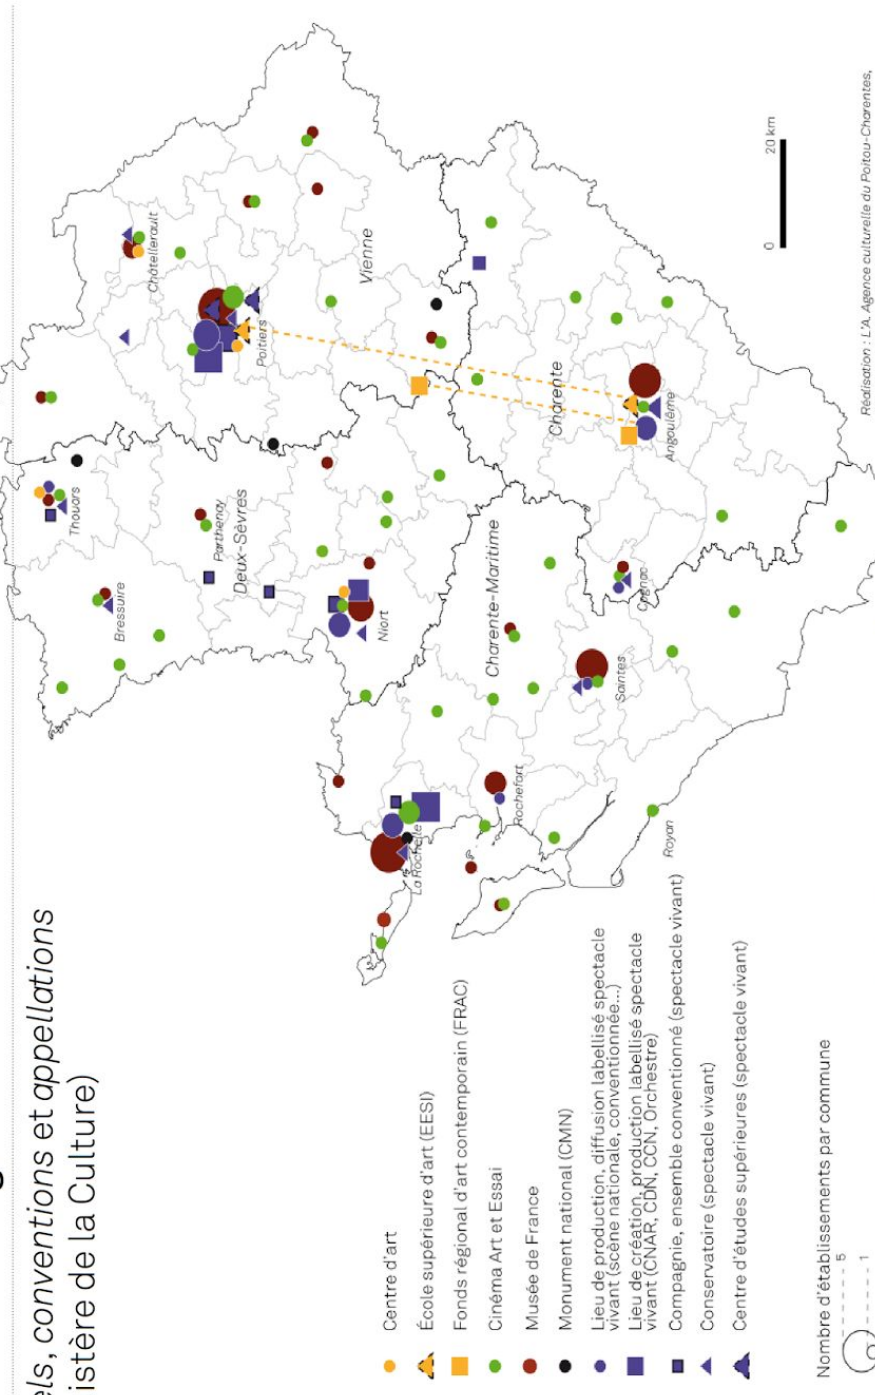 els, conventions et appellations
istère de la Culture)
Centre d'art
École supérieure d'art (EESI)
Fonds régional d'art contemporain (FRAC)
Cinéma Art et Essai
Musée de France
Monument national (CMN)
Lieu de production, diffusion labellisé spectacle
vivant (scène nationale, conventionnée...)
Lieu de création, production labellisé spectacle
vivant (CNAR, CDN, CCN, Orchestre)
Compagnie, ensemble conventionné (spectacle vivant)
Conservatoire (spectacle vivant)
Centre d'études supérieures (spectacle vivant)
Nombre d'établissements par commune
5
1
Thouars
Bressuire
Parthenay
Deux-Sèvres
Niort
Châtellerault
Poitiers
Vienne
La Rochelle
Rochefort
Charente-Maritime
Saintes
Royan
Cognac
Charente
Angoulême
0 20 km
Réalisation : L'A. Agence culturelle du Poitou-Charentes,